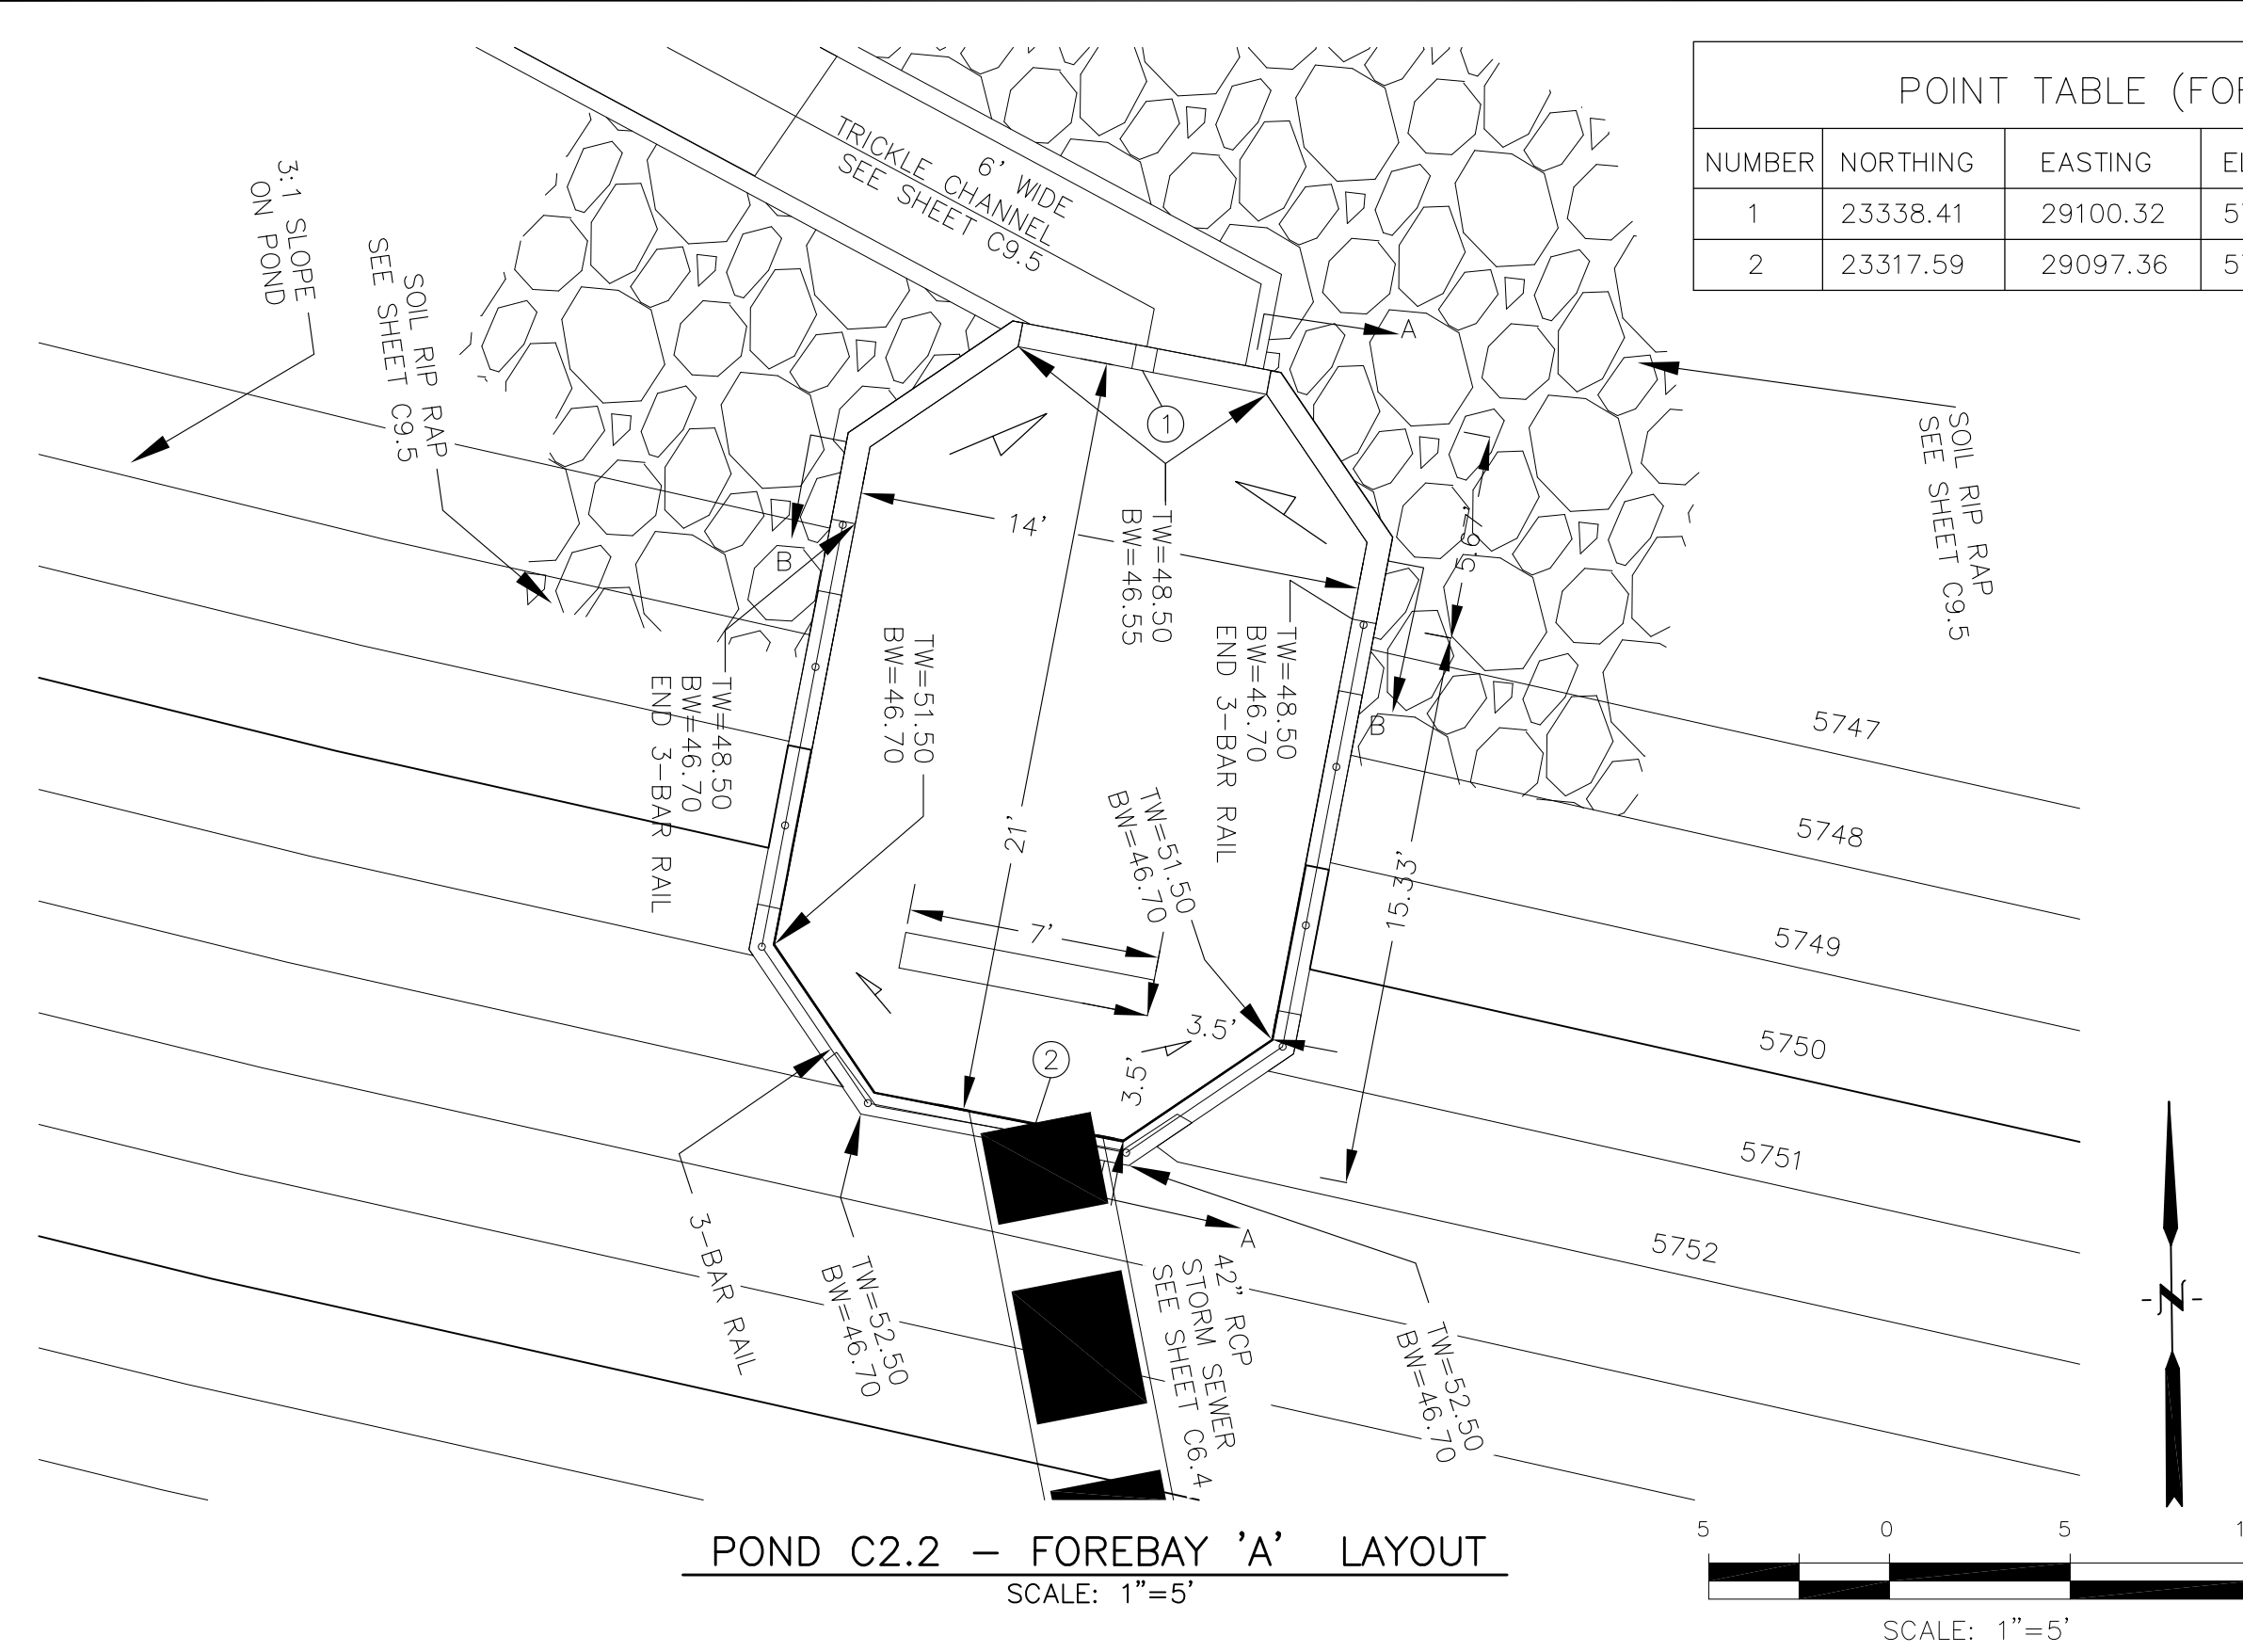 POINT TABLE (FOR
NUMBER NORTHING EASTING
1 23338.41 29100.32
2 23317.59 29097.36
6' WIDE
TRICKLE CHANNEL
SEE SHEET C9.5
3:1 SLOPE
ON POND
SOIL RIP RAP
SEE SHEET C9.5
A
1
14'
B
TW=48.50
BW=46.55
5.67'
SOIL RIP RAP
SEE SHEET C9.5
TW=48.50
BW=46.70
END 3-BAR RAIL
TW=51.50
BW=46.70
TW=48.50
BW=46.70
END 3-BAR RAIL
B
5747
5748
5749
5750
5751
5752
21'
TW=51.50
BW=46.70
15.33'
7'
3.5'
3.5'
2
3-BAR RAIL
TW=52.50
BW=46.70
A
42" RCP
STORM SEWER
SEE SHEET C6.4
TW=52.50
BW=46.70
N
POND C2.2 - FOREBAY 'A' LAYOUT
SCALE: 1"=5'
5 0 5
SCALE: 1"=5'